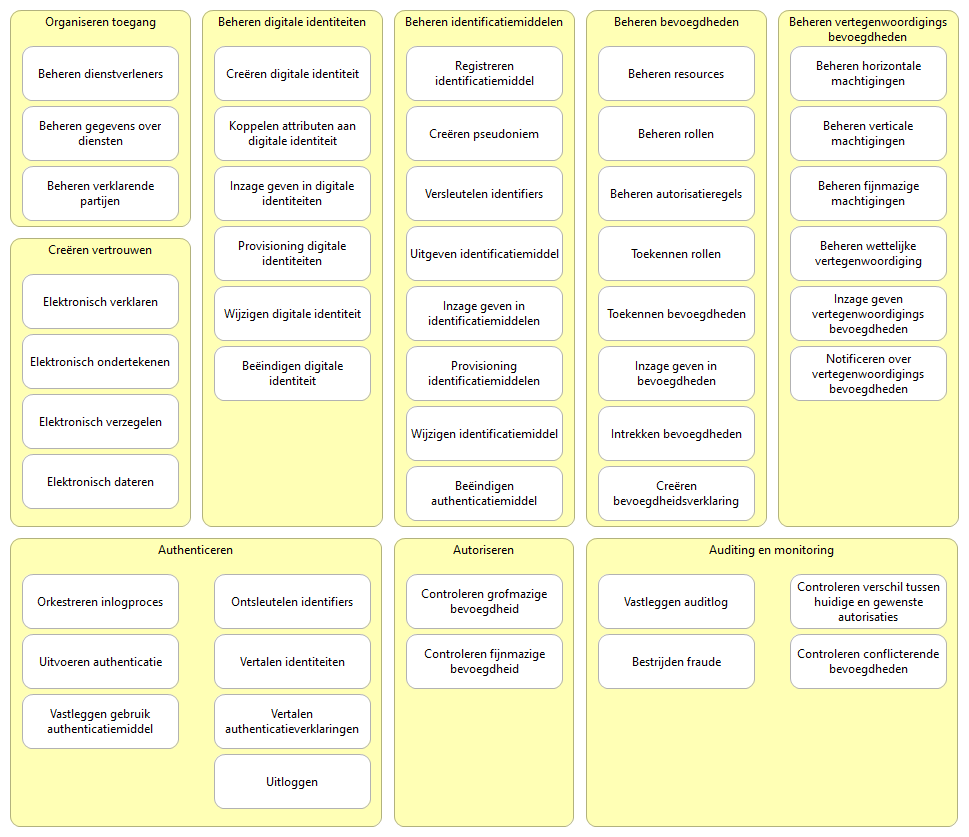 Organiseren toegang
Beheren dienstverleners
Beheren gegevens over
diensten
Beheren verklarende
partijen
Creëren vertrouwen
Elektronisch verklaren
Elektronisch ondertekenen
Elektronisch verzegelen
Elektronisch dateren
Beheren digitale identiteiten
Creëren digitale identiteit
Koppelen attributen aan
digitale identiteit
Inzage geven in digitale
identiteiten
Provisioning digitale
identiteiten
Wijzigen digitale identiteit
Beëindigen digitale
identiteit
Beheren identificatiemiddelen
Registreren
identificatiemiddel
Creëren pseudoniem
Versleutelen identifiers
Uitgeven identificatiemiddel
Inzage geven in
identificatiemiddelen
Provisioning
identificatiemiddelen
Wijzigen identificatiemiddel
Beëindigen
authenticatiemiddel
Beheren bevoegdheden
Beheren resources
Beheren rollen
Beheren autorisatieregels
Toekennen rollen
Toekennen bevoegdheden
Inzage geven in
bevoegdheden
Intrekken bevoegdheden
Creëren
bevoegdheidsverklaring
Beheren vertegenwoordigings
bevoegdheden
Beheren horizontale
machtigingen
Beheren verticale
machtigingen
Beheren fijnmazige
machtigingen
Beheren wettelijke
vertegenwoordiging
Inzage geven
vertegenwoordigings
bevoegdheden
Notificeren over
vertegenwoordigings
bevoegdheden
Authenticeren
Orkestreren inlogproces
Uitvoeren authenticatie
Vastleggen gebruik
authenticatiemiddel
Ontsleutelen identifiers
Vertalen identiteiten
Vertalen
authenticatieverklaringen
Uitloggen
Autoriseren
Controleren grofmazige
bevoegdheid
Controleren fijnmazige
bevoegdheid
Auditing en monitoring
Vastleggen auditlog
Bestrijden fraude
Controleren verschil tussen
huidige en gewenste
autorisaties
Controleren conflicterende
bevoegdheden